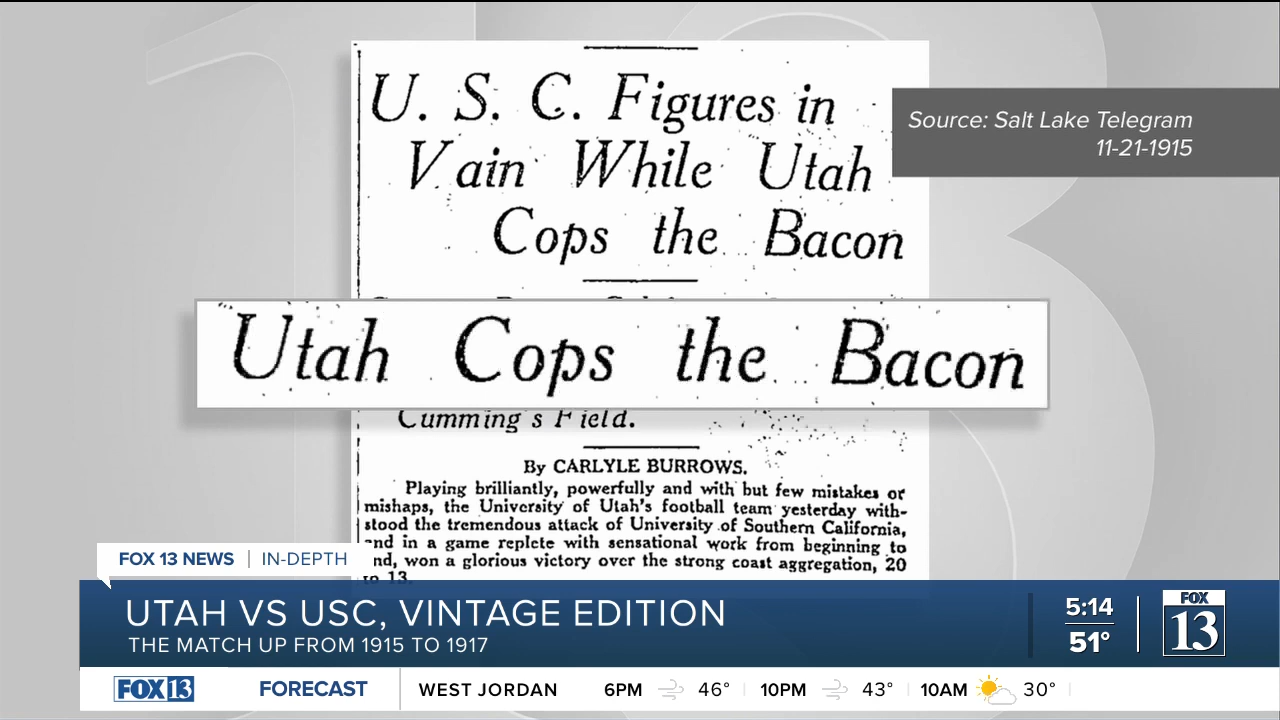 U. S. C. Figures in
Vain While Utah
Cops the Bacon
Source: Salt Lake Telegram
11-21-1915
Utah Cops the Bacon
Cumming's Field.
By CARLYLE BURROWS.
Playing brilliantly, powerfully and with but few mistakes or
mishaps, the University of Utah's football team yesterday with-
stood the tremendous attack of University of Southern California,
and in a game replete with sensational work from beginning to
nd, won a glorious victory over the strong coast aggregation, 20
to 13.
FOX 13 NEWS | IN-DEPTH
UTAH VS USC, VINTAGE EDITION
THE MATCH UP FROM 1915 TO 1917
5:14
51°
FOX
13
FOX 13 FORECAST WEST JORDAN 6PM 46° 10PM 43° 10AM 30°